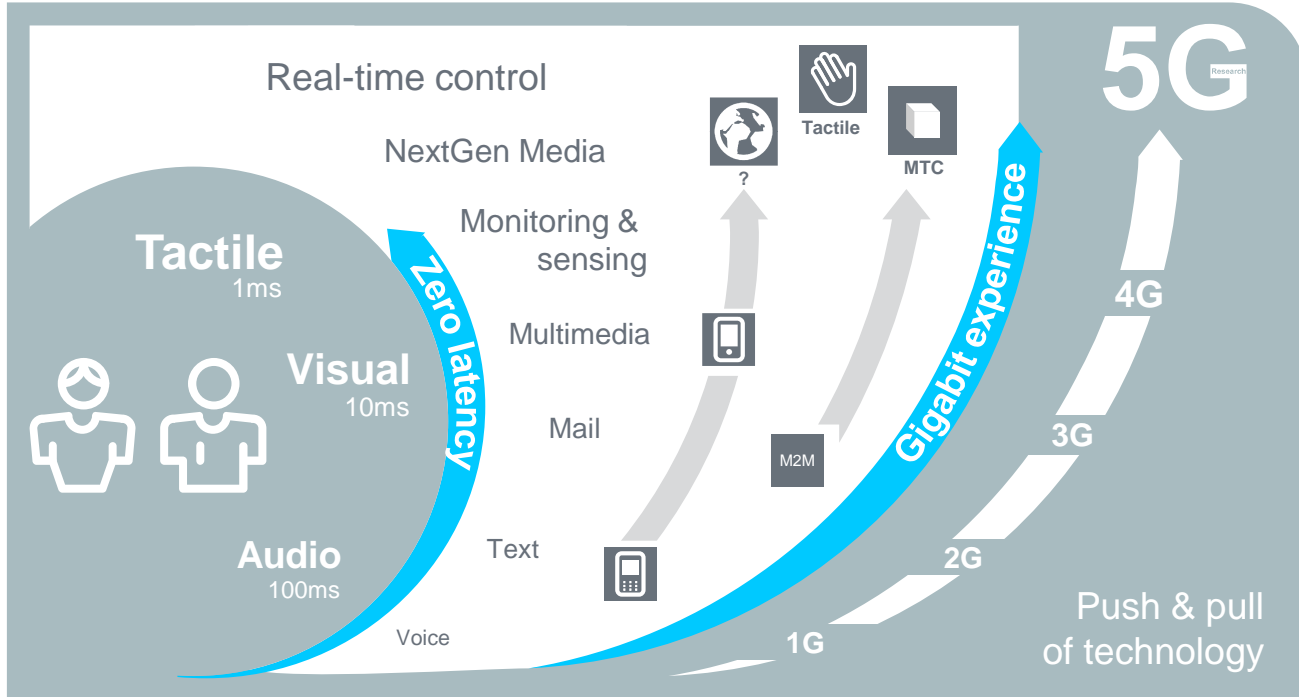 5G
Research
Real-time control
Tactile
NextGen Media
MTC
?
Monitoring &
sensing
Tactile
1ms
Zero latency
Gigabit experience
4G
Multimedia
Visual
10ms
Mail
3G
M2M
Text
Audio
100ms
2G
Voice
1G
Push & pull
of technology